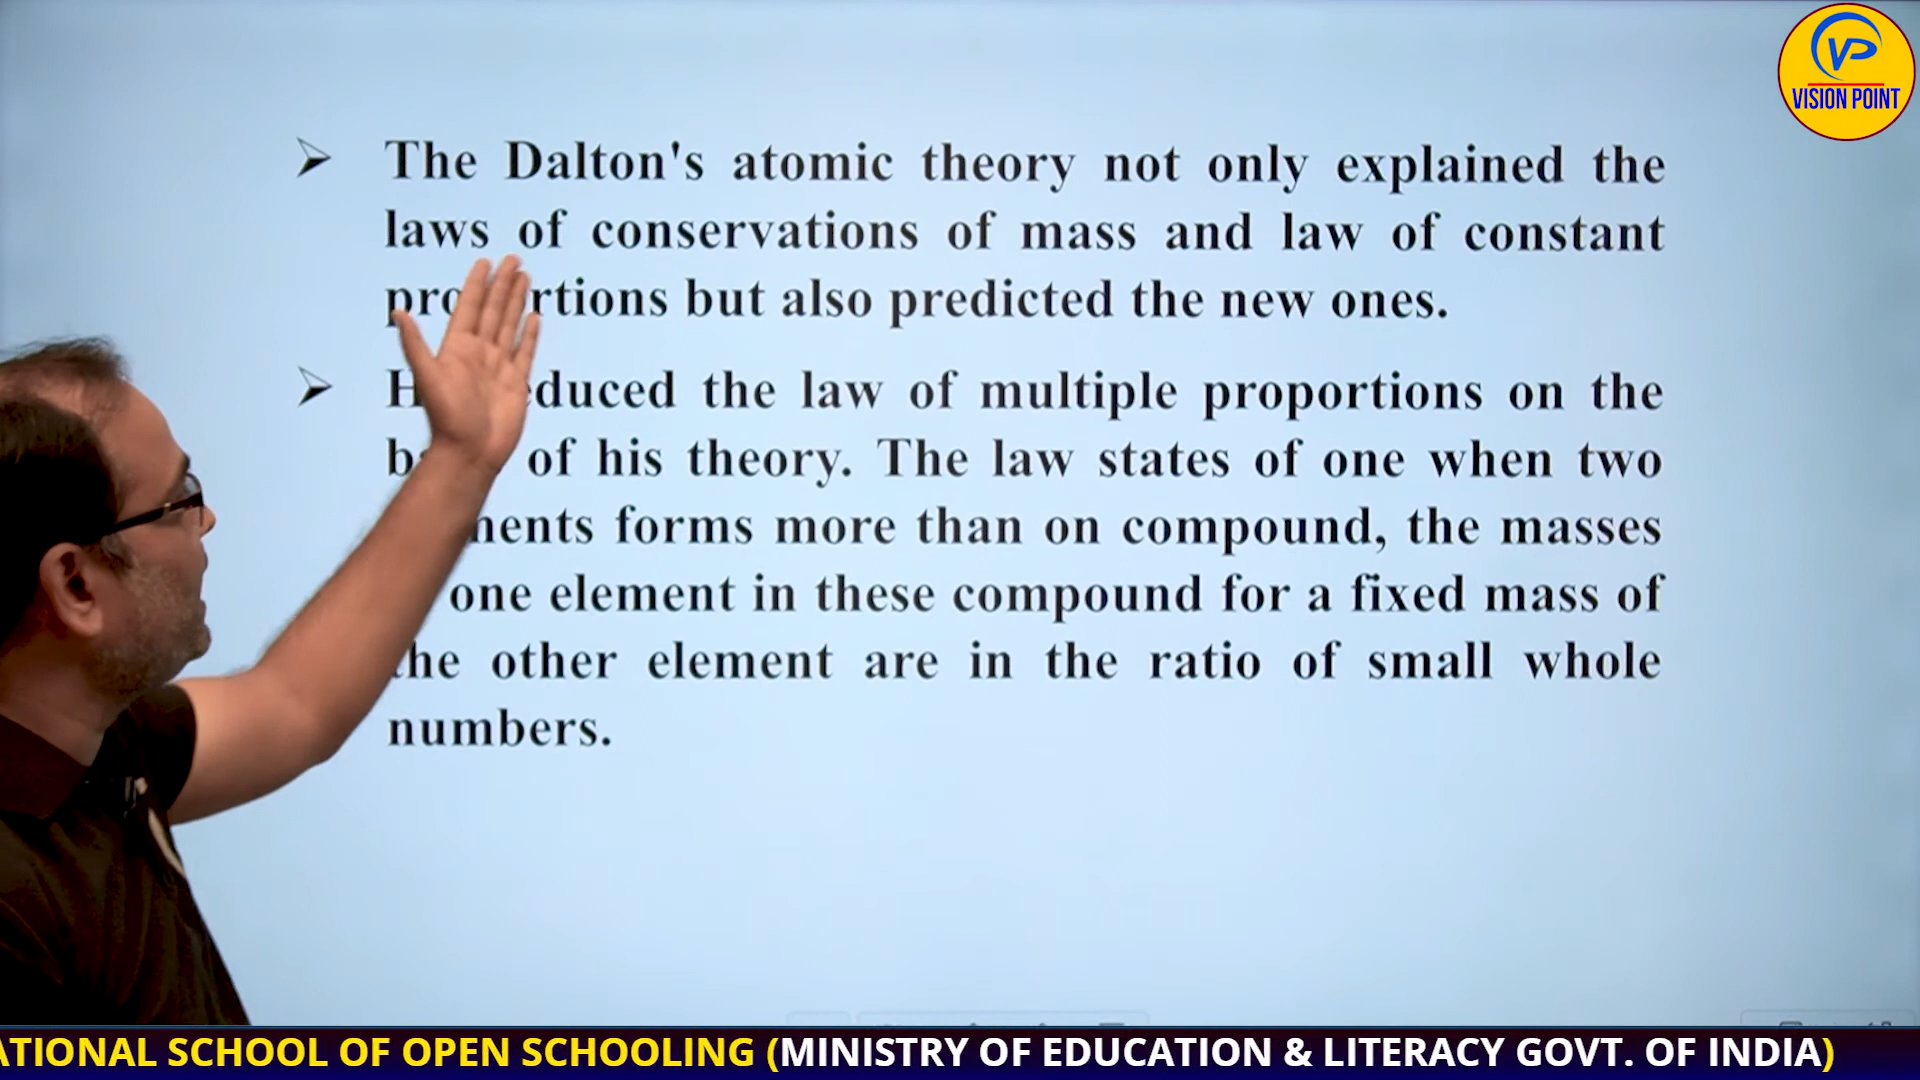 VP
VISION POINT
The Dalton's atomic theory not only explained the
laws of conservations of mass and law of constant
rtions but also predicted the new ones.
educed the law of multiple proportions on the
of his theory. The law states of one when two
ments forms more than on compound, the masses
one element in these compound for a fixed mass of
the other element are in the ratio of small whole
numbers.
ATIONAL SCHOOL OF OPEN SCHOOLING (MINISTRY OF EDUCATION & LITERACY GOVT. OF INDIA)